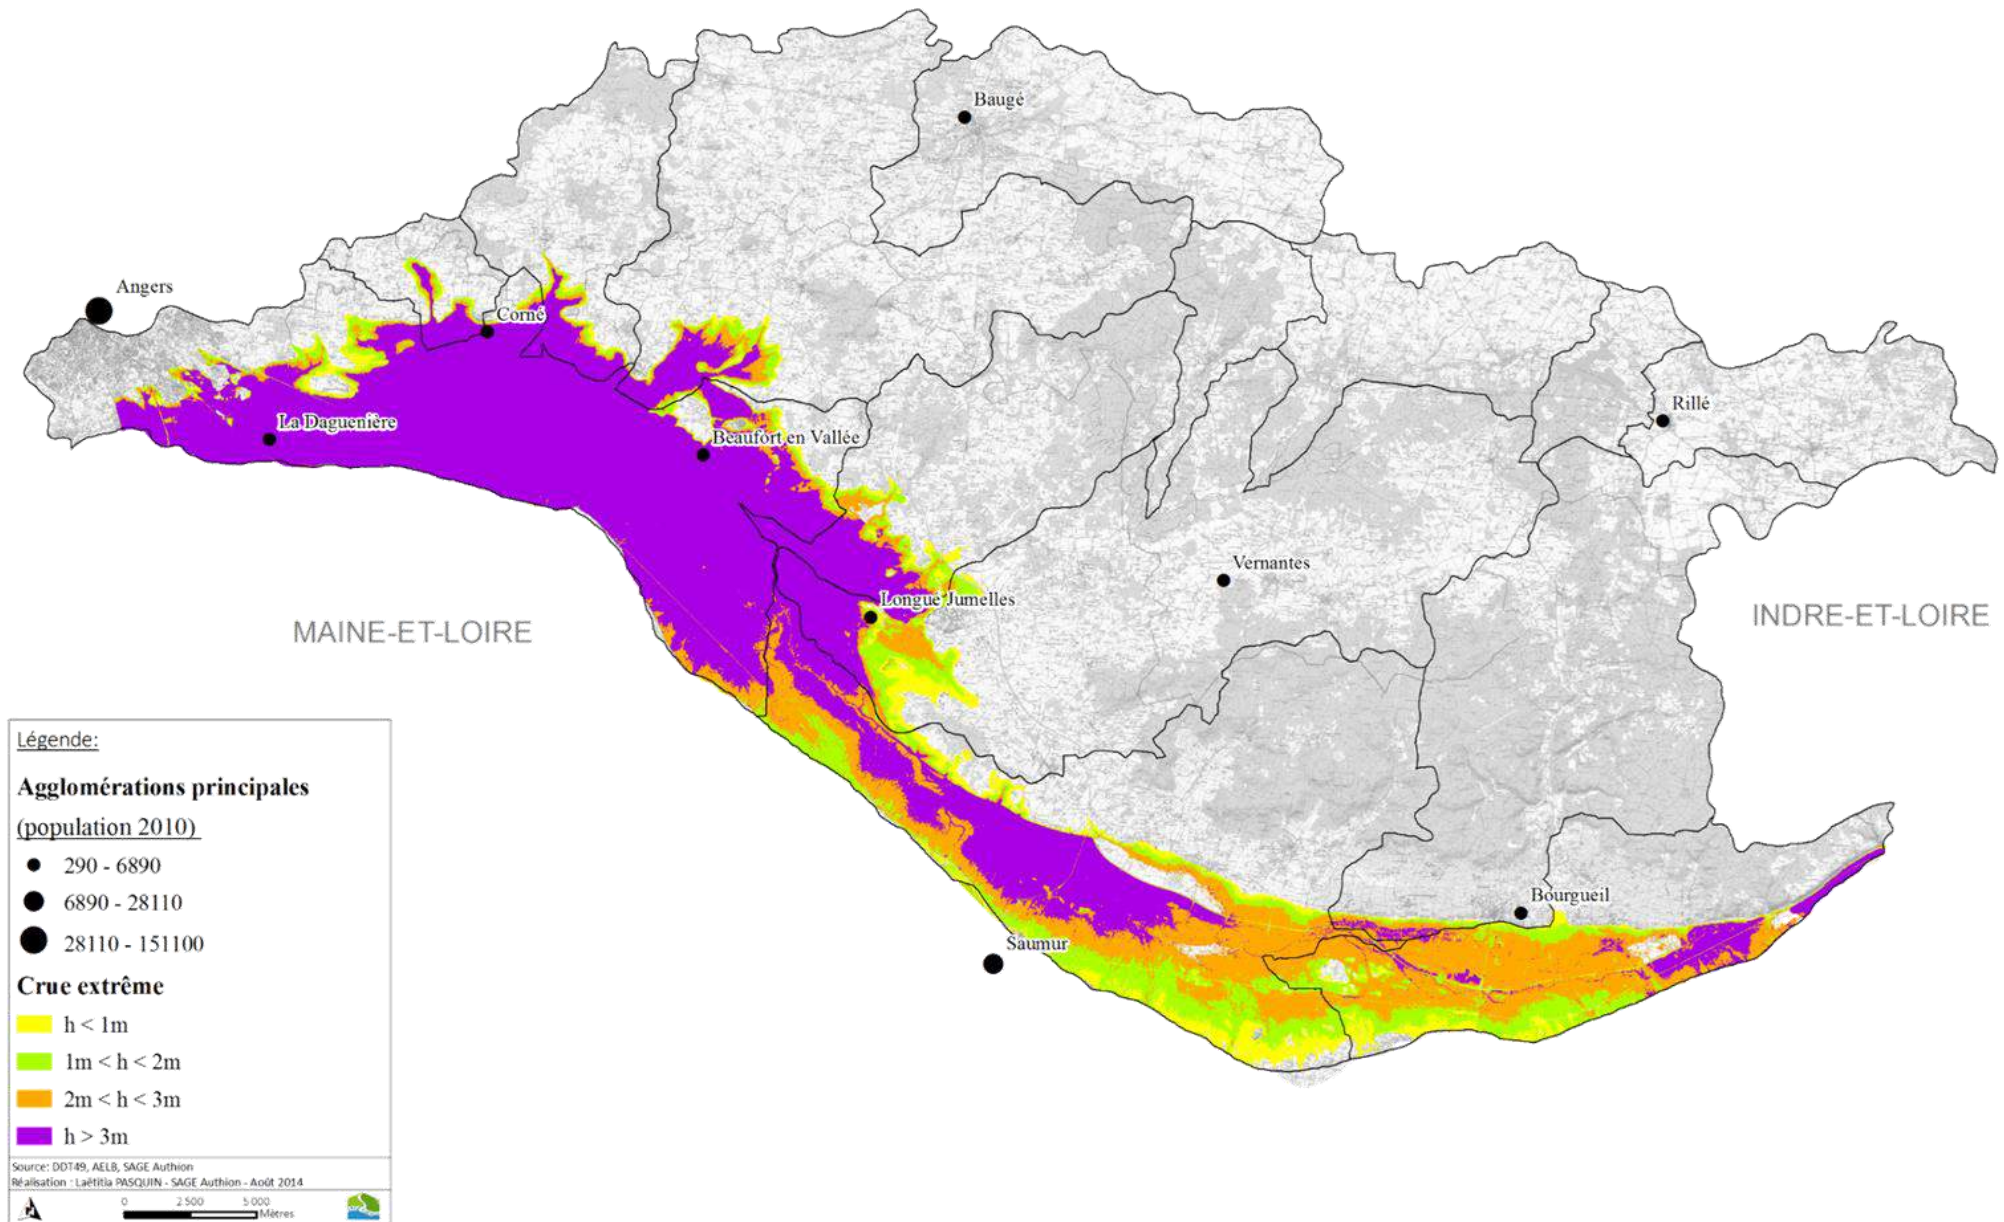 Baugé
Angers
Corné
La Daguenière
Beaufort en Vallée
Rillé
Vernantes
Longué Jumelles
MAINE-ET-LOIRE
INDRE-ET-LOIRE
Bourgueil
Saumur
Légende:
Agglomérations principales
(population 2010)
290 - 6890
6890 - 28110
28110 - 151100
Crue extrême
h < 1m
1m < h < 2m
2m < h < 3m
h > 3m
Source: DDT49, AELB, SAGE Authion
Réalisation : Laëtitia PASQUIN - SAGE Authion - Août 2014
0 2 500 5 000
Mètres